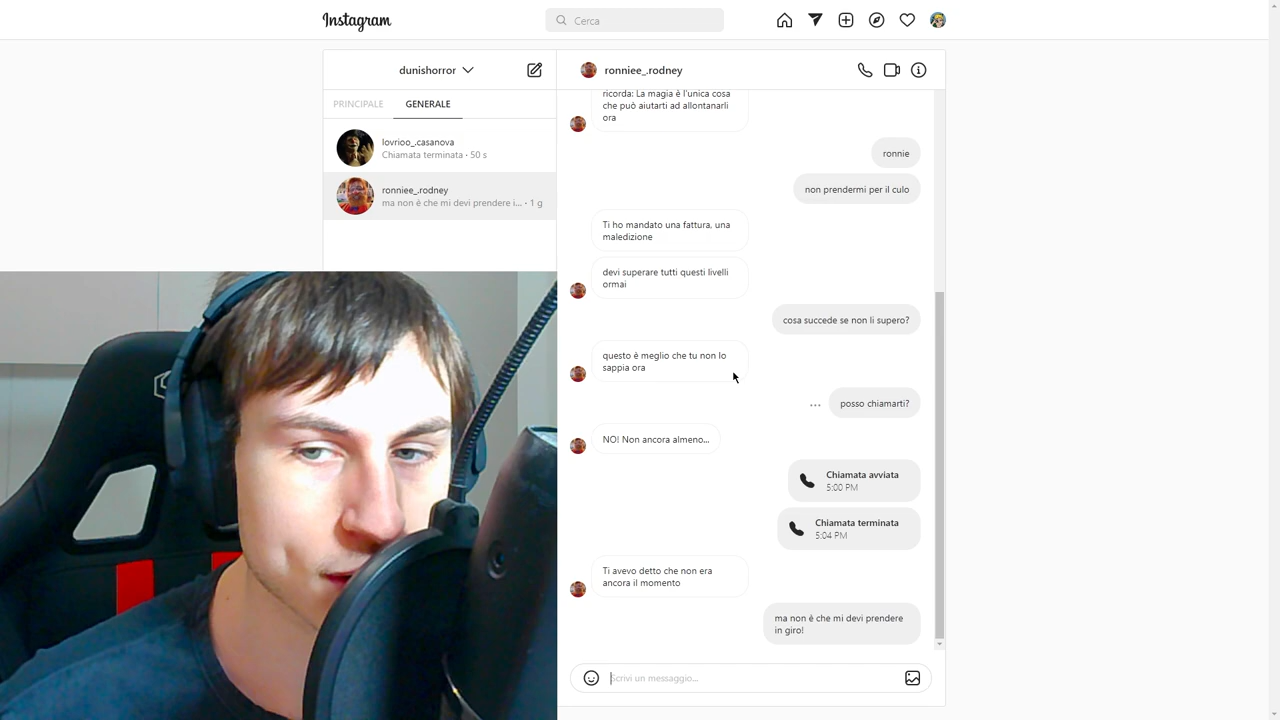 Instagram
Cerca
dunishorror
ronniee_.rodney
PRINCIPALE
GENERALE
lovrioo_.casanova
Chiamata terminata · 50 s
ronniee_.rodney
ma non é che mi devi prendere i... · 1 g
ricorda: La magia è l'unica cosa
che può aiutarti ad allontanarli
ora
ronnie
non prendermi per il culo
Ti ho mandato una fattura, una
maledizione
devi superare tutti questi livelli
ormai
cosa succede se non li supero?
questo è meglio che tu non lo
sappia ora
posso chiamarti?
NO! Non ancora almeno...
Chiamata avviata
5:00 PM
Chiamata terminata
5:04 PM
Ti avevo detto che non era
ancora il momento
ma non é che mi devi prendere
in giro!
Scrivi un messaggio...